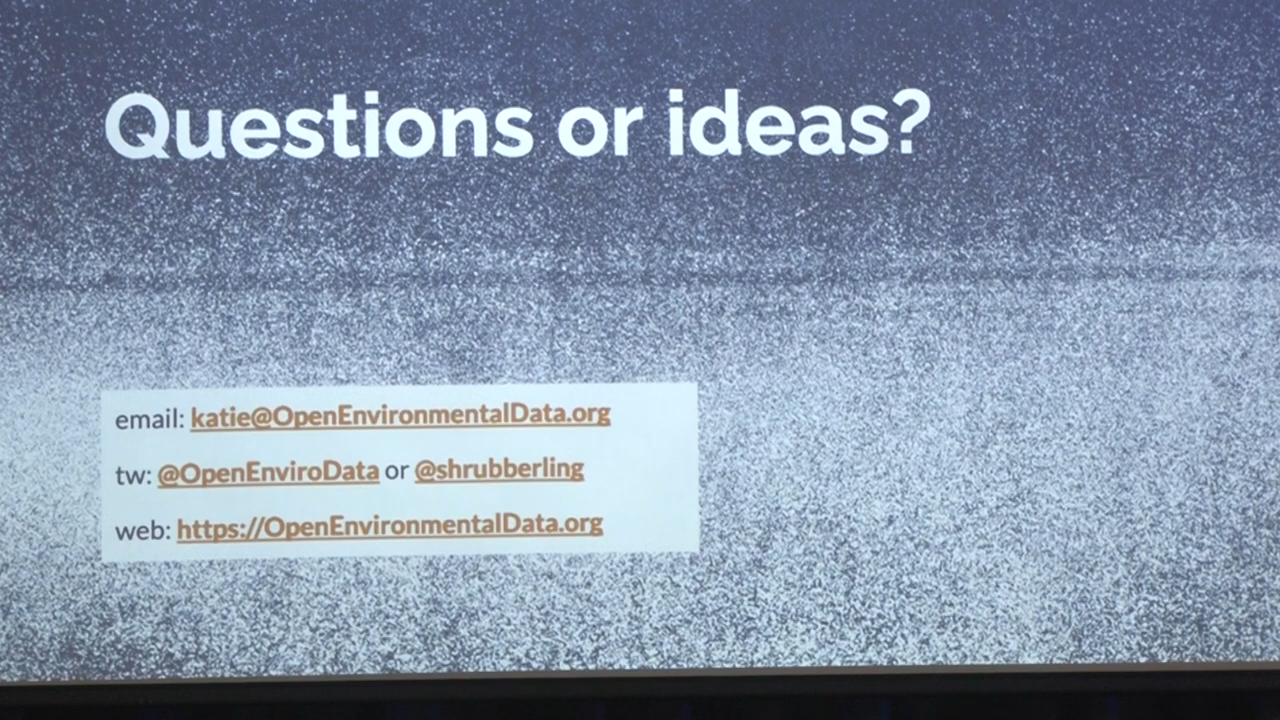 Questions or ideas?
email: katie@OpenEnvironmentalData.org
tw: @OpenEnviroData or @shrubberling
web: https://OpenEnvironmentalData.org